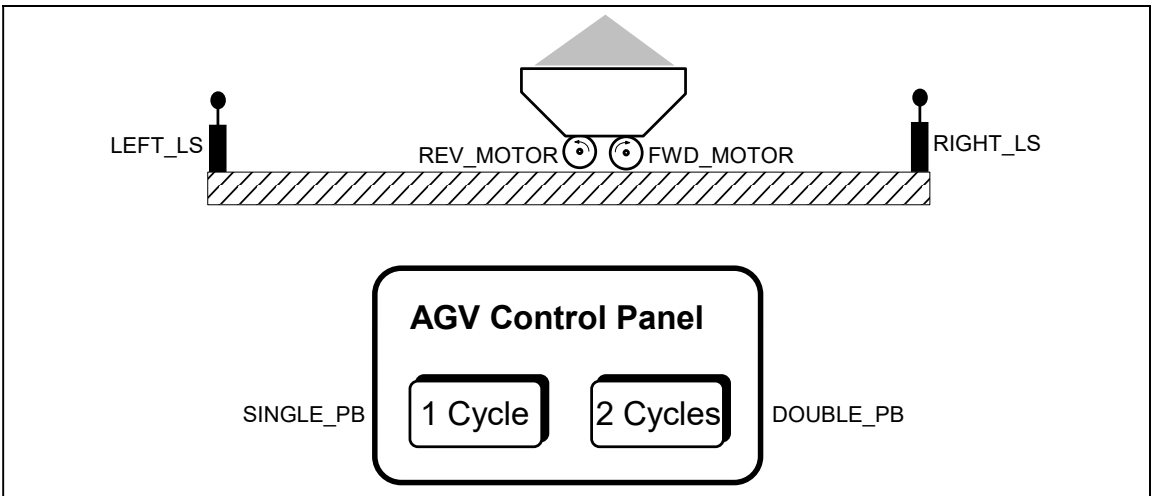 LEFT_LS
RIGHT_LS
REV_MOTOR
FWD_MOTOR
AGV Control Panel
SINGLE_PB
1 Cycle
2 Cycles
DOUBLE_PB